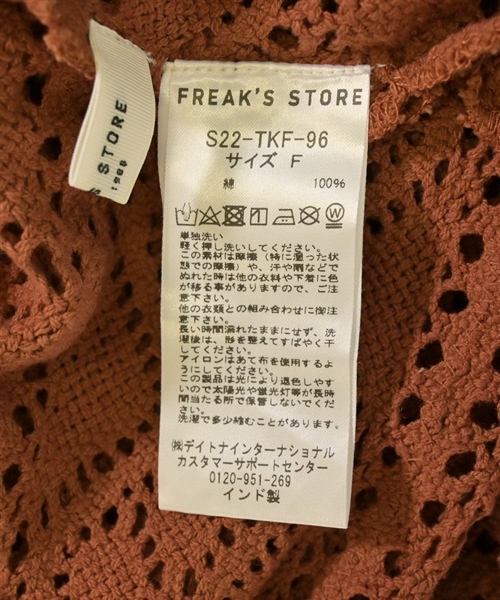 STORE
1986
FREAK'S STORE
S22-TKF-96
サイズ F
綿 100%
単独洗い
軽く押し洗いしてください。
この素材は摩擦（特に湿った状
態での摩擦）や、汗や雨などで
ぬれた時は他の衣料や下着に色
が移る事がありますので、ご注
意下さい。
他の衣類との組み合わせに御注
意下さい。
長い時間濡れたままにせず、洗
濯後は、形を整えてすばやく干
してください。
アイロンはあて布を使用するよ
うにしてください。
この製品は光により退色しやす
いので太陽光や蛍光灯等が長時
間当たる所で保管しないでくだ
さい。
洗濯で多少縮むことがあります
㈱デイトナインターナショナル
カスタマーサポートセンター
0120-951-269
インド製